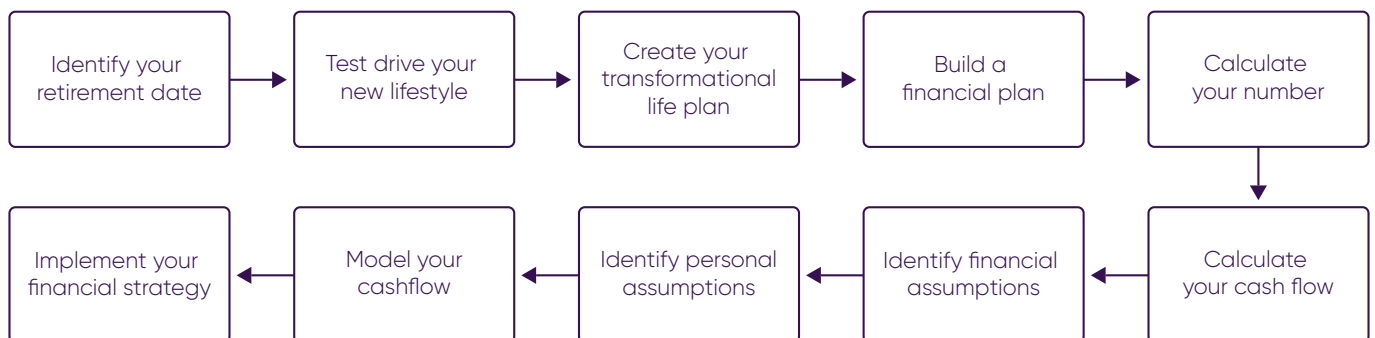 Identify your
retirement date
Test drive your
new lifestyle
Create your
transformational
life plan
Build a
financial plan
Calculate
your number
Calculate
your cash flow
Identify financial
assumptions
Identify personal
assumptions
Model your
cashflow
Implement your
financial strategy